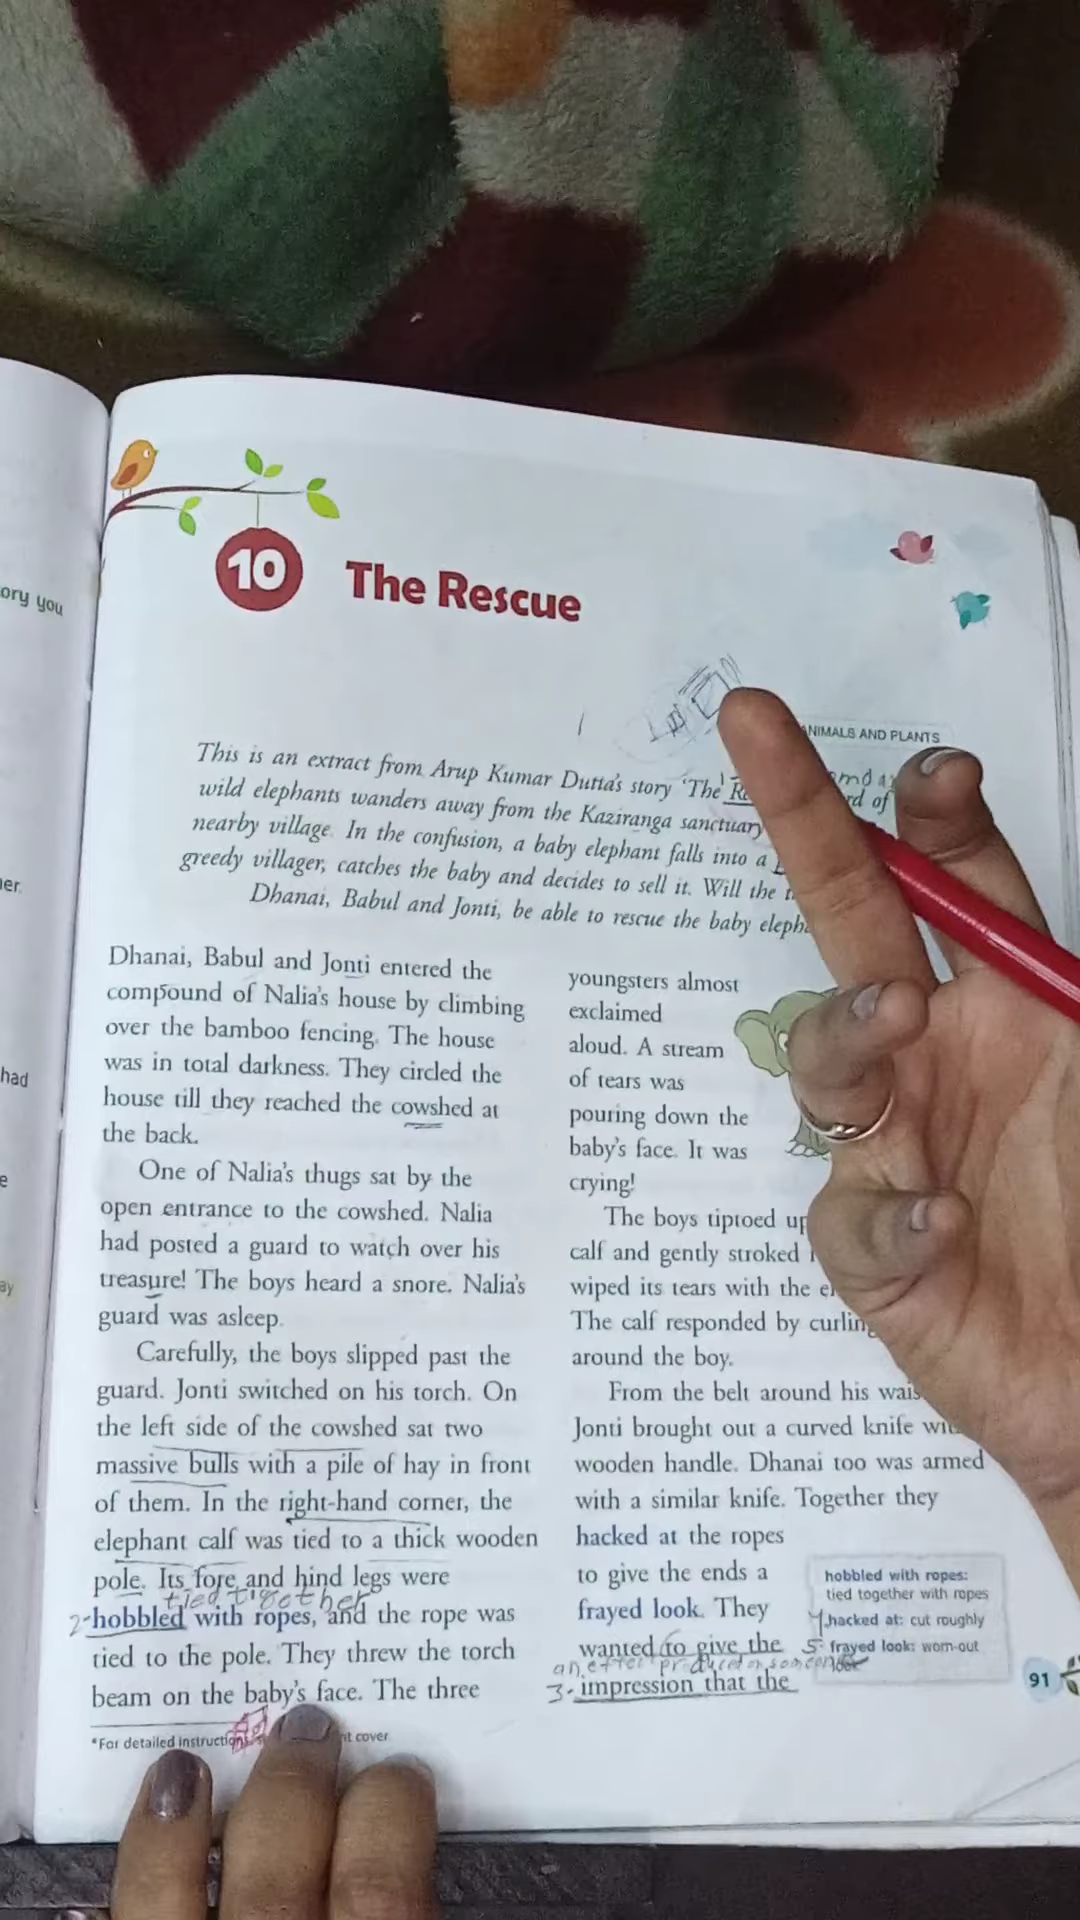 ory you
had
10 The Rescue
ANIMALS AND PLANTS
This is an extract from Arup Kumar Dutta's story 'The
wild elephants wanders away from the Kaziranga sanctuary
nearby village. In the confusion, a baby elephant falls into a
greedy villager, catches the baby and decides to sell it. Will the
Dhanai, Babul and Jonti, be able to rescue the baby
Dhanai, Babul and Jonti entered the
compound of Nalia's house by climbing
over the bamboo fencing. The house
was in total darkness. They circled the
house till they reached the cowshed at
the back.
One of Nalia's thugs sat by the
open entrance to the cowshed. Nalia
had posted a guard to watch over his
treasure! The boys heard a snore. Nalia's
guard was asleep.
Carefully, the boys slipped past the
guard. Jonti switched on his torch. On
the left side of the cowshed sat two
massive bulls with a pile of hay in front
of them. In the right-hand corner, the
elephant calf was tied to a thick wooden
pole. Its fore and hind legs were
tied together
2- hobbled with ropes, and the rope was
tied to the pole. They threw the torch
beam on the baby's face. The three
*For detailed cover
youngsters almost
exclaimed
aloud. A stream
of tears was
pouring down the
baby's face. It was
crying!
The boys tiptoed up
calf and gently stroked
wiped its tears with the
The calf responded by
around the boy.
From the belt around his
Jonti brought out a curved knife
wooden handle. Dhanai too was armed
with a similar knife. Together they
hacked at the ropes
to give the ends a
frayed look. They
wanted to give the
3- impression that the
hobbled with ropes:
tied together with ropes
hacked at: cut roughly
5- frayed look: worn-out
look
91